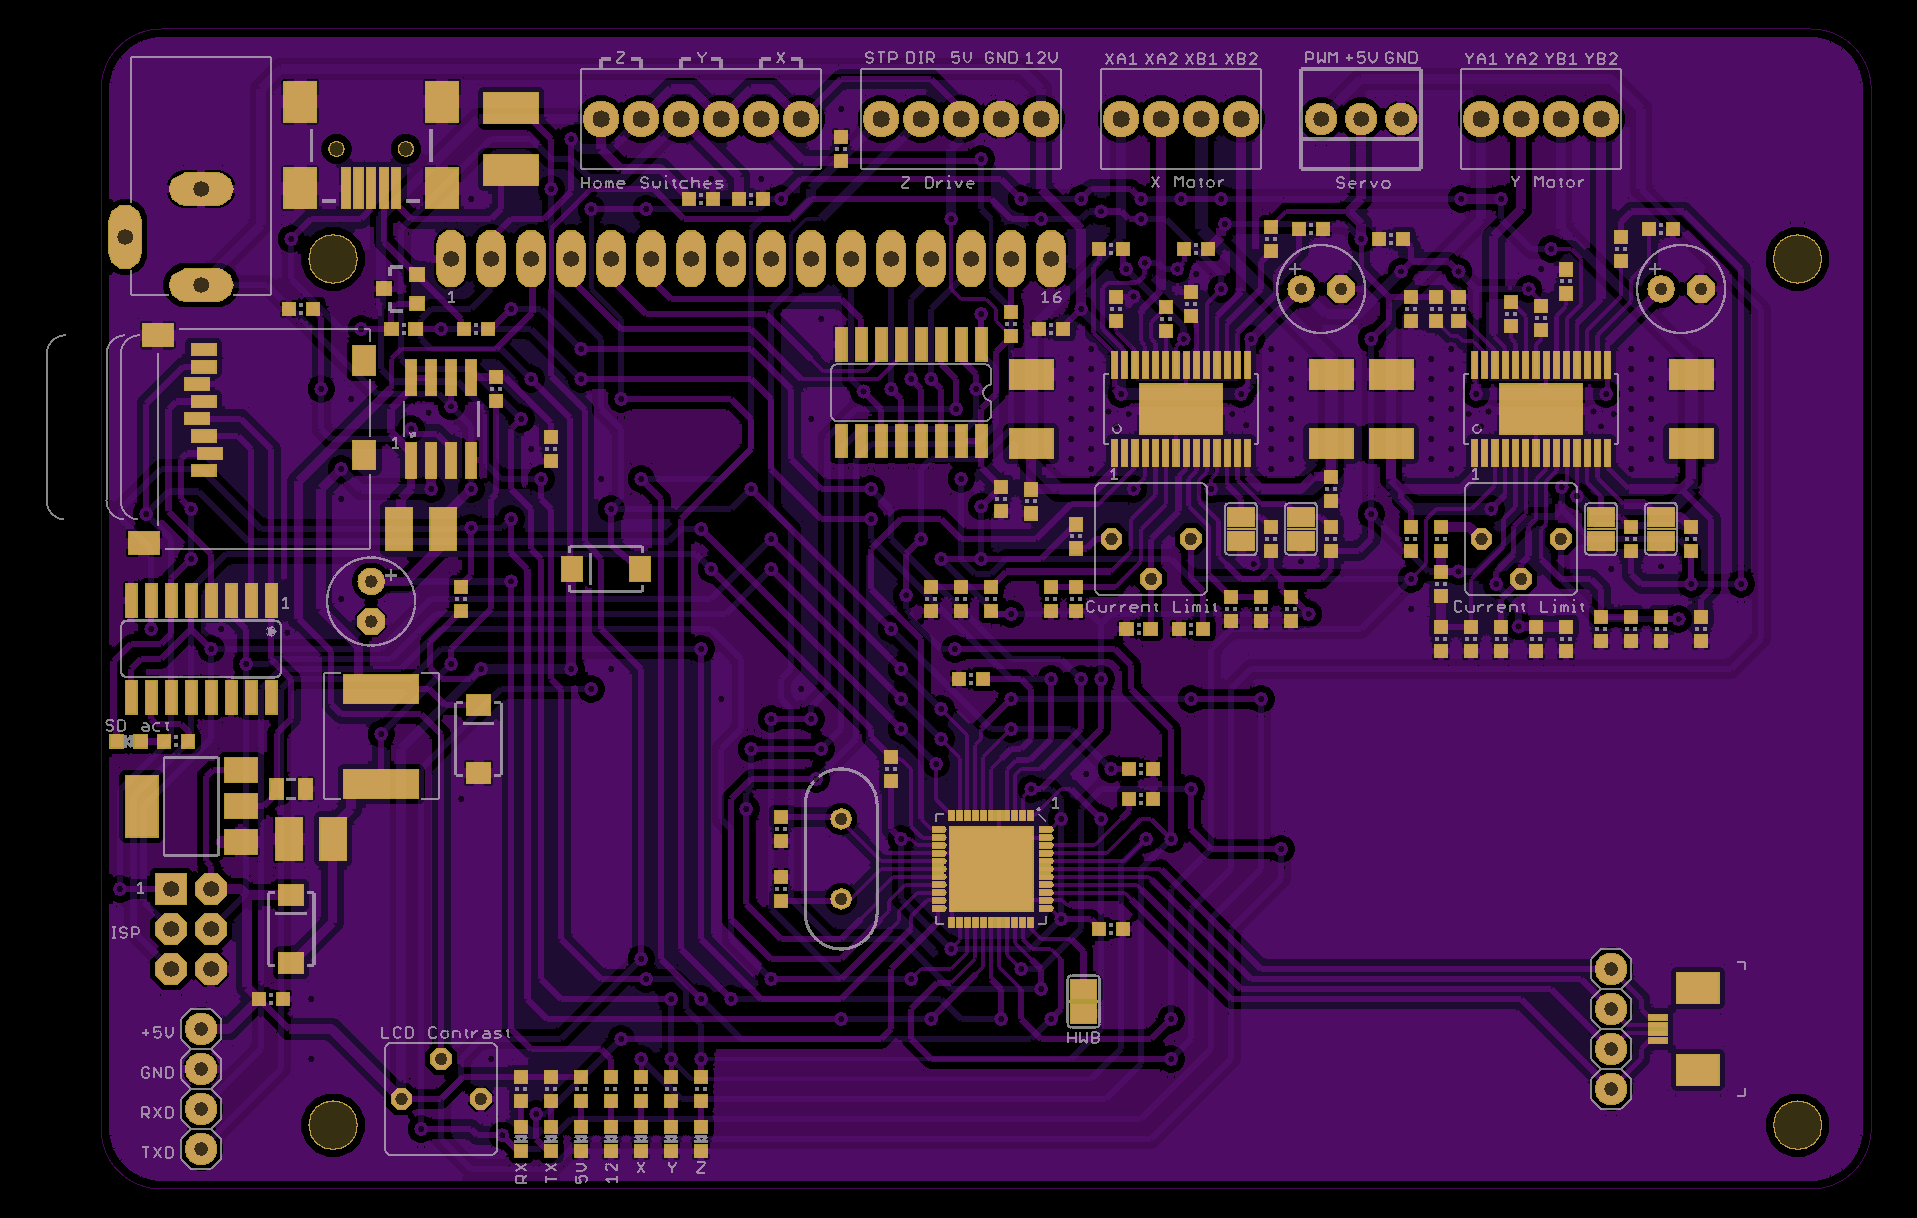 Z Y X
STP DIR 5V GND 12V
XA1 XA2 XB1 XB2
PWM +5V GND
YA1 YA2 YB1 YB2
Home Switches
Z Drive
X Motor
Servo
Y Motor
+
+
1
16
1
1
1
+
1
Current Limit
Current Limit
SD act
1
1
ISP
+5V
GND
RXD
TXD
LCD Contrast
HWB
RX
TX
5V
12
X
Y
Z